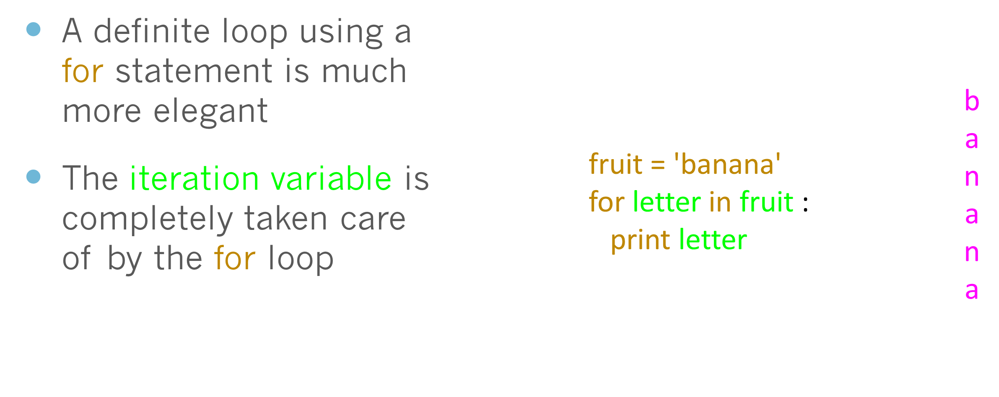 • A definite loop using a
for statement is much
more elegant
• The iteration variable is
completely taken care
of by the for loop
fruit = 'banana'
for letter in fruit :
print letter
b
a
n
a
n
a